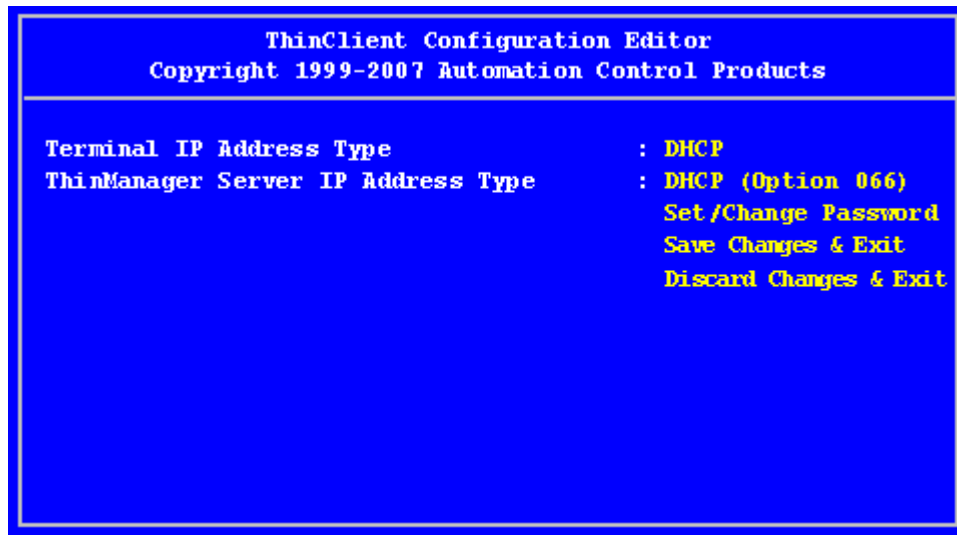 ThinClient Configuration Editor
Copyright 1999-2007 Automation Control Products
Terminal IP Address Type : DHCP
ThinManager Server IP Address Type : DHCP (Option 066)
Set/Change Password
Save Changes & Exit
Discard Changes & Exit